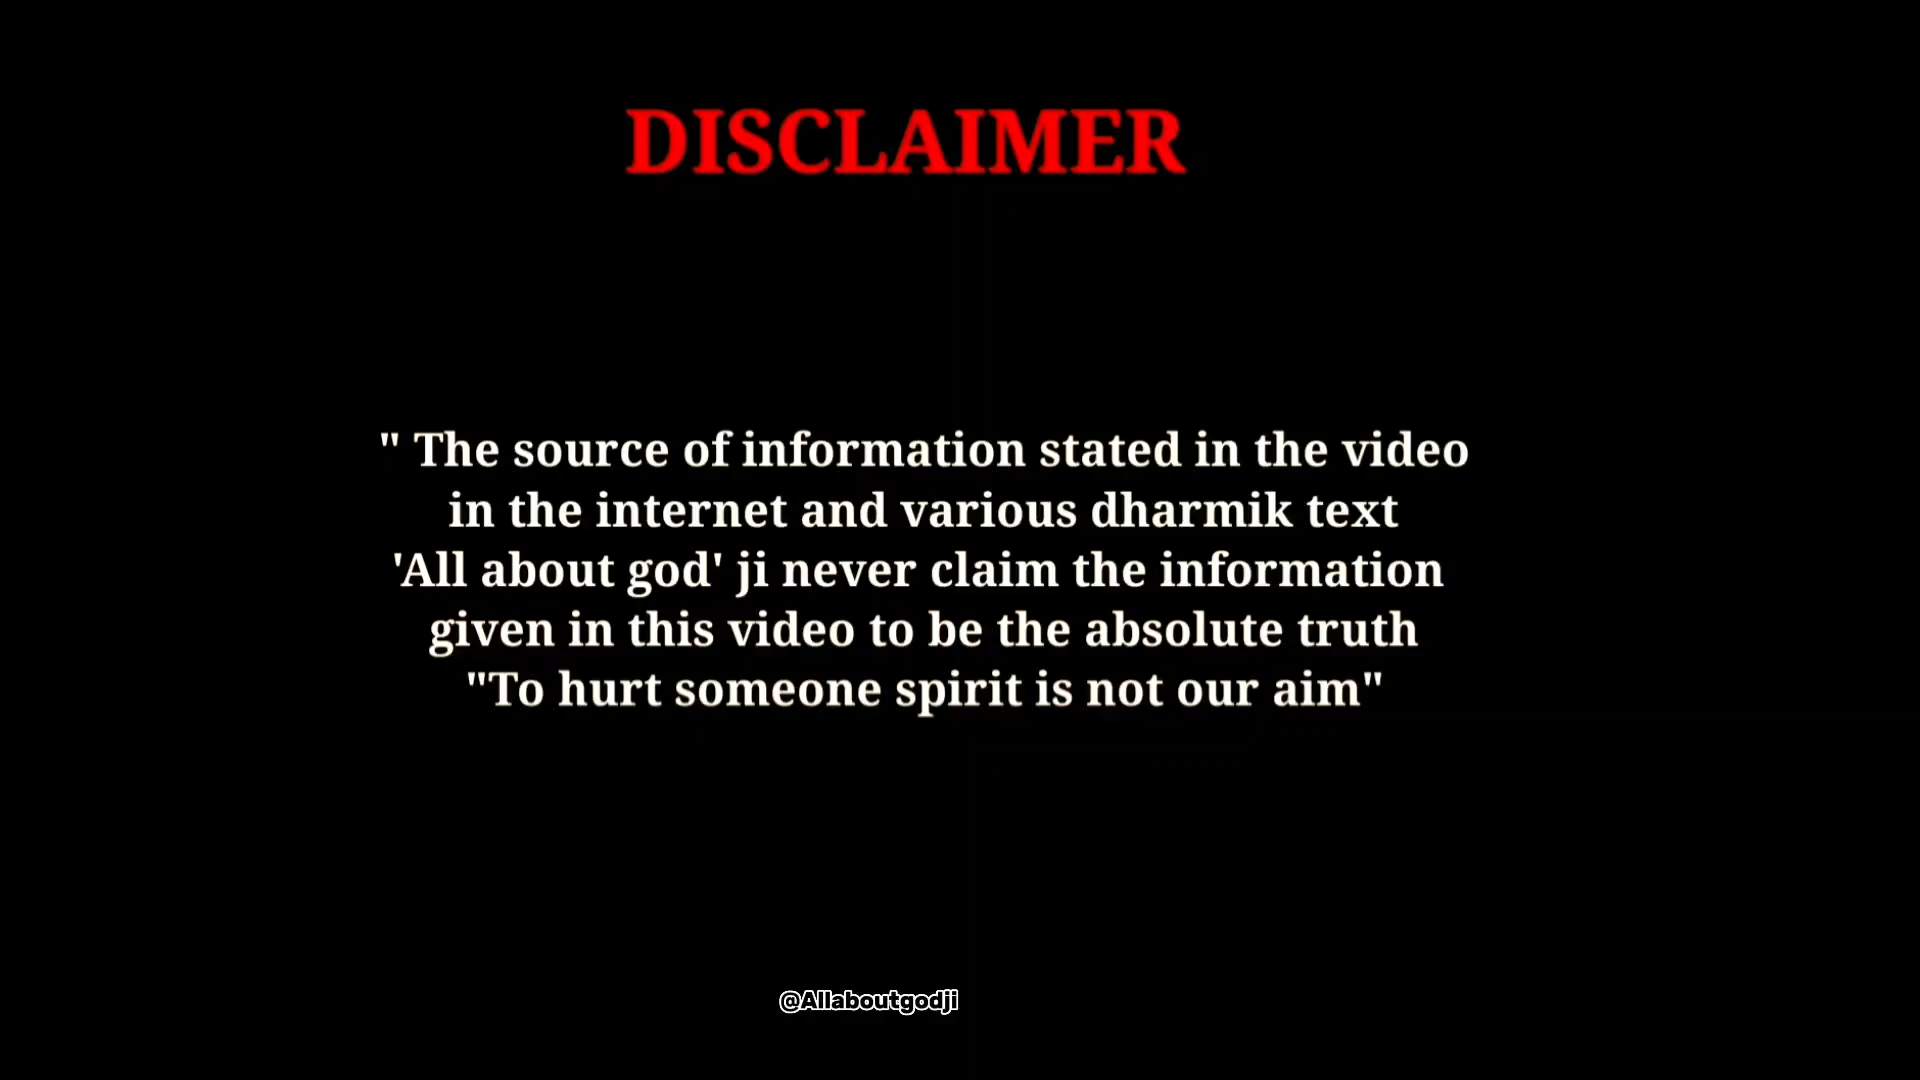 DISCLAIMER
" The source of information stated in the video
in the internet and various dharmik text
'All about god' ji never claim the information
given in this video to be the absolute truth
"To hurt someone spirit is not our aim"
@Allaboutgodji